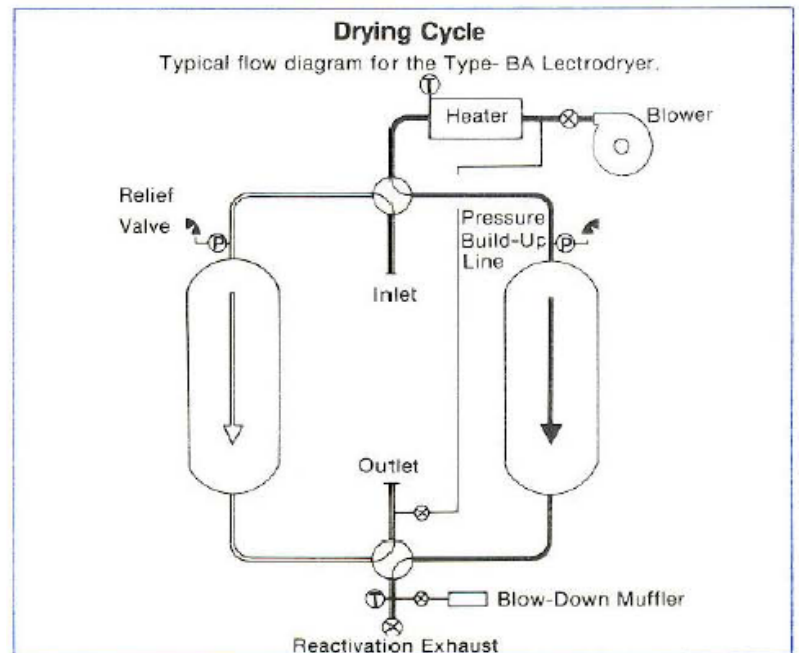 Drying Cycle
Typical flow diagram for the Type- BA Lectrodryer.
T
Heater
Blower
Relief
Valve
P
Pressure
Build-Up
Line
P
Inlet
Outlet
T
Blow-Down Muffler
Reactivation Exhaust